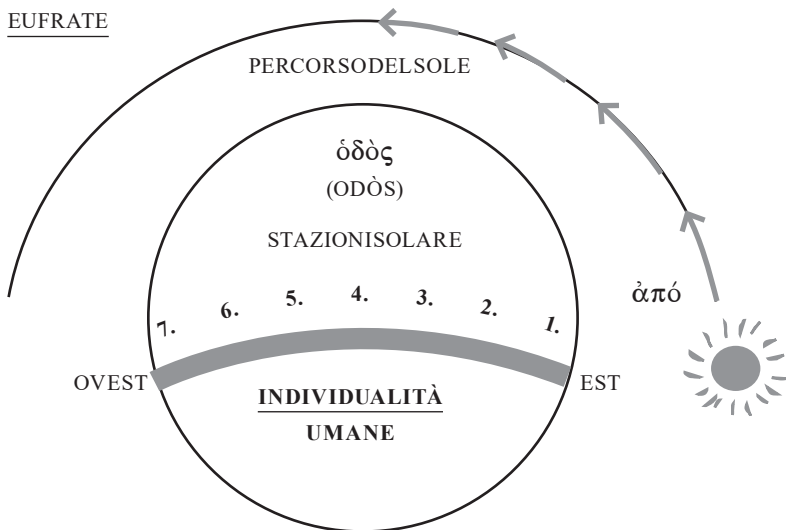 EUFRATE
PERCORSODELSOLE
ὁδὸς
(ODÒS)
STAZIONISOLARE
7. 6. 5. 4. 3. 2. 1.
ἀπό
OVEST
EST
INDIVIDUALITÀ
UMANE